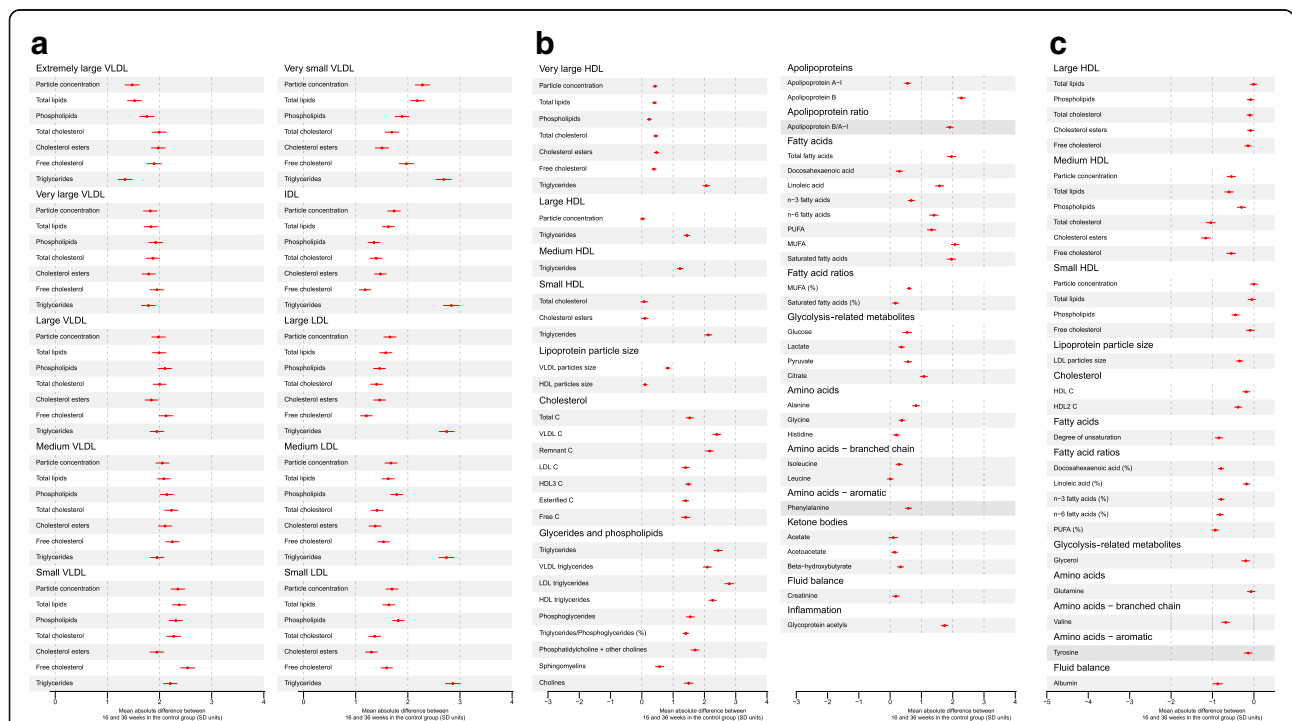 a
Extremely large VLDL
Particle concentration
Total lipids
Phospholipids
Total cholesterol
Cholesterol esters
Free cholesterol
Triglycerides
Very large VLDL
Particle concentration
Total lipids
Phospholipids
Total cholesterol
Cholesterol esters
Free cholesterol
Triglycerides
Large VLDL
Particle concentration
Total lipids
Phospholipids
Total cholesterol
Cholesterol esters
Free cholesterol
Triglycerides
Medium VLDL
Particle concentration
Total lipids
Phospholipids
Total cholesterol
Cholesterol esters
Free cholesterol
Triglycerides
Small VLDL
Particle concentration
Total lipids
Phospholipids
Total cholesterol
Cholesterol esters
Free cholesterol
Triglycerides
0 1 2 3 4
Mean absolute difference between
16 and 36 weeks in the control group (SD units)
Very small VLDL
Particle concentration
Total lipids
Phospholipids
Total cholesterol
Cholesterol esters
Free cholesterol
Triglycerides
IDL
Particle concentration
Total lipids
Phospholipids
Total cholesterol
Cholesterol esters
Free cholesterol
Triglycerides
Large LDL
Particle concentration
Total lipids
Phospholipids
Total cholesterol
Cholesterol esters
Free cholesterol
Triglycerides
Medium LDL
Particle concentration
Total lipids
Phospholipids
Total cholesterol
Cholesterol esters
Free cholesterol
Triglycerides
Small LDL
Particle concentration
Total lipids
Phospholipids
Total cholesterol
Cholesterol esters
Free cholesterol
Triglycerides
0 1 2 3 4
Mean absolute difference between
16 and 36 weeks in the control group (SD units)
b
Very large HDL
Particle concentration
Total lipids
Phospholipids
Total cholesterol
Cholesterol esters
Free cholesterol
Triglycerides
Large HDL
Particle concentration
Triglycerides
Medium HDL
Triglycerides
Small HDL
Total cholesterol
Cholesterol esters
Triglycerides
Lipoprotein particle size
VLDL particles size
HDL particles size
Cholesterol
Total C
VLDL C
Remnant C
LDL C
HDL3 C
Esterified C
Free C
Glycerides and phospholipids
Triglycerides
VLDL triglycerides
LDL triglycerides
HDL triglycerides
Phosphoglycerides
Triglycerides/Phosphoglycerides (%)
Phosphatidylcholine + other cholines
Sphingomyelins
Cholines
−3 −2 −1 0 1 2 3 4
Mean absolute difference between
16 and 36 weeks in the control group (SD units)
Apolipoproteins
Apolipoprotein A−I
Apolipoprotein B
Apolipoprotein ratio
Apolipoprotein B/A−I
Fatty acids
Total fatty acids
Docosahexaenoic acid
Linoleic acid
n−3 fatty acids
n−6 fatty acids
PUFA
MUFA
Saturated fatty acids
Fatty acid ratios
MUFA (%)
Saturated fatty acids (%)
Glycolysis−related metabolites
Glucose
Lactate
Pyruvate
Citrate
Amino acids
Alanine
Glycine
Histidine
Amino acids − branched chain
Isoleucine
Leucine
Amino acids − aromatic
Phenylalanine
Ketone bodies
Acetate
Acetoacetate
Beta−hydroxybutyrate
Fluid balance
Creatinine
Inflammation
Glycoprotein acetyls
−3 −2 −1 0 1 2 3 4
Mean absolute difference between
16 and 36 weeks in the control group (SD units)
c
Large HDL
Total lipids
Phospholipids
Total cholesterol
Cholesterol esters
Free cholesterol
Medium HDL
Particle concentration
Total lipids
Phospholipids
Total cholesterol
Cholesterol esters
Free cholesterol
Small HDL
Particle concentration
Total lipids
Phospholipids
Free cholesterol
Lipoprotein particle size
LDL particles size
Cholesterol
HDL C
HDL2 C
Fatty acids
Degree of unsaturation
Fatty acid ratios
Docosahexaenoic acid (%)
Linoleic acid (%)
n−3 fatty acids (%)
n−6 fatty acids (%)
PUFA (%)
Glycolysis−related metabolites
Glycerol
Amino acids
Glutamine
Amino acids − branched chain
Valine
Amino acids − aromatic
Tyrosine
Fluid balance
Albumin
−5 −4 −3 −2 −1 0
Mean absolute difference between
16 and 36 weeks in the control group (SD units)